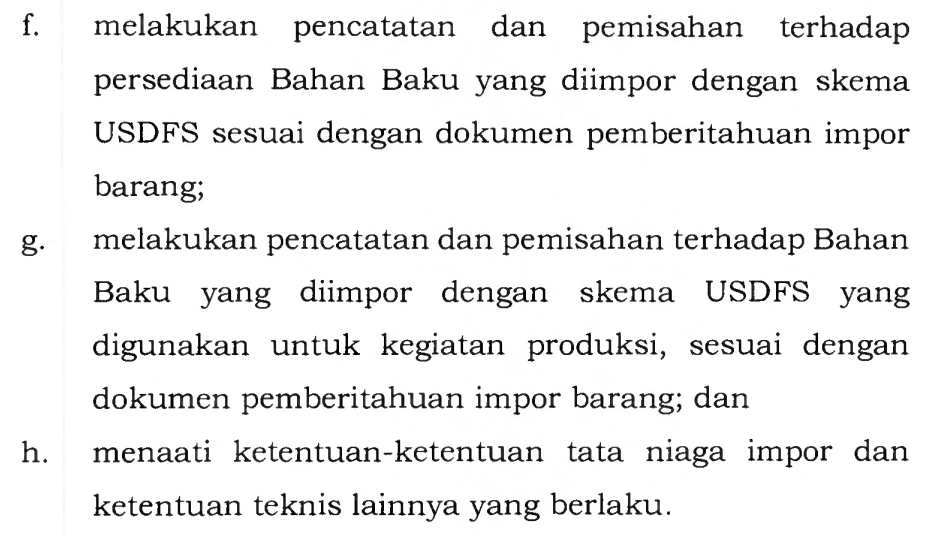 f. melakukan pencatatan dan pemisahan terhadap
persediaan Bahan Baku yang diimpor dengan skema
USDFS sesuai dengan dokumen pemberitahuan impor
barang;
g. melakukan pencatatan dan pemisahan terhadap Bahan
Baku yang diimpor dengan skema USDFS yang
digunakan untuk kegiatan produksi, sesuai dengan
dokumen pemberitahuan impor barang; dan
h. menaati ketentuan-ketentuan tata niaga impor dan
ketentuan teknis lainnya yang berlaku.